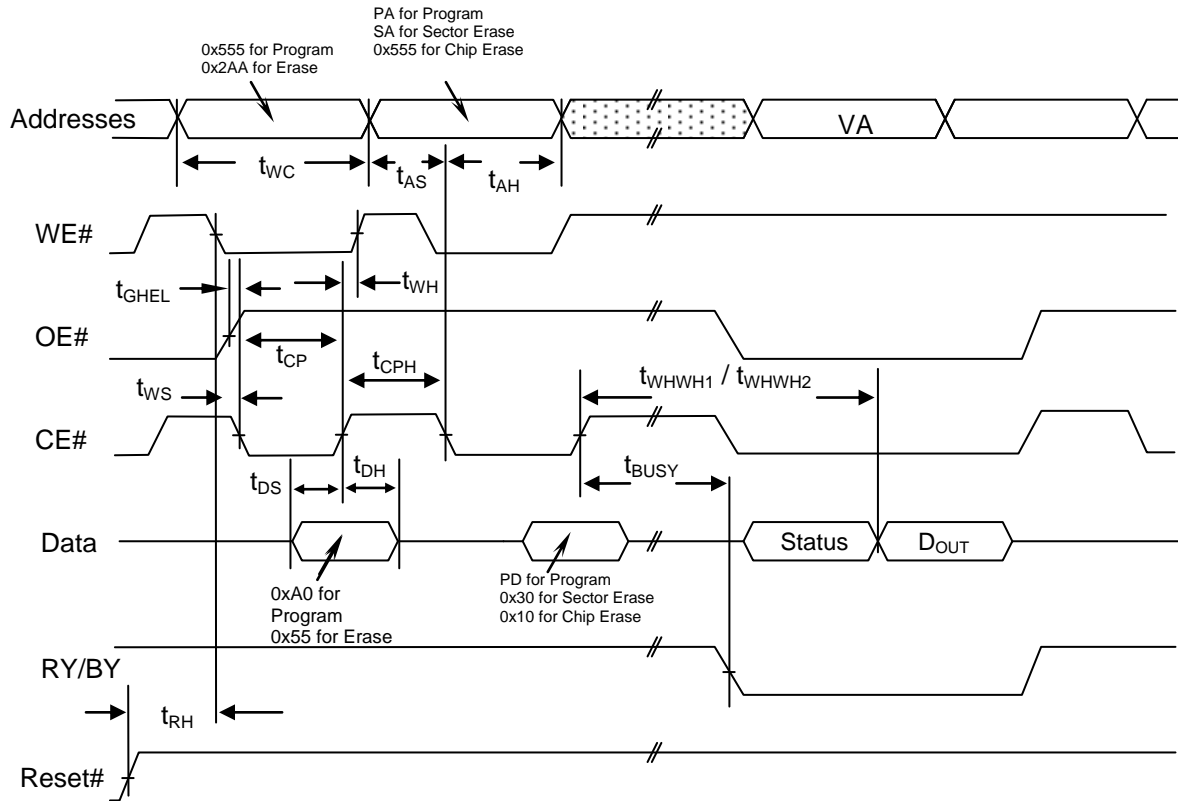 PA for Program
SA for Sector Erase
0x555 for Chip Erase
0x555 for Program
0x2AA for Erase
Addresses
VA
tWC
tAS
tAH
WE#
tGHEL
tWH
OE#
tCP
tCPH
tWHWH1 / tWHWH2
tWS
CE#
tDS
tDH
tBUSY
Data
Status
DOUT
0xA0 for
Program
0x55 for Erase
PD for Program
0x30 for Sector Erase
0x10 for Chip Erase
RY/BY
tRH
Reset#